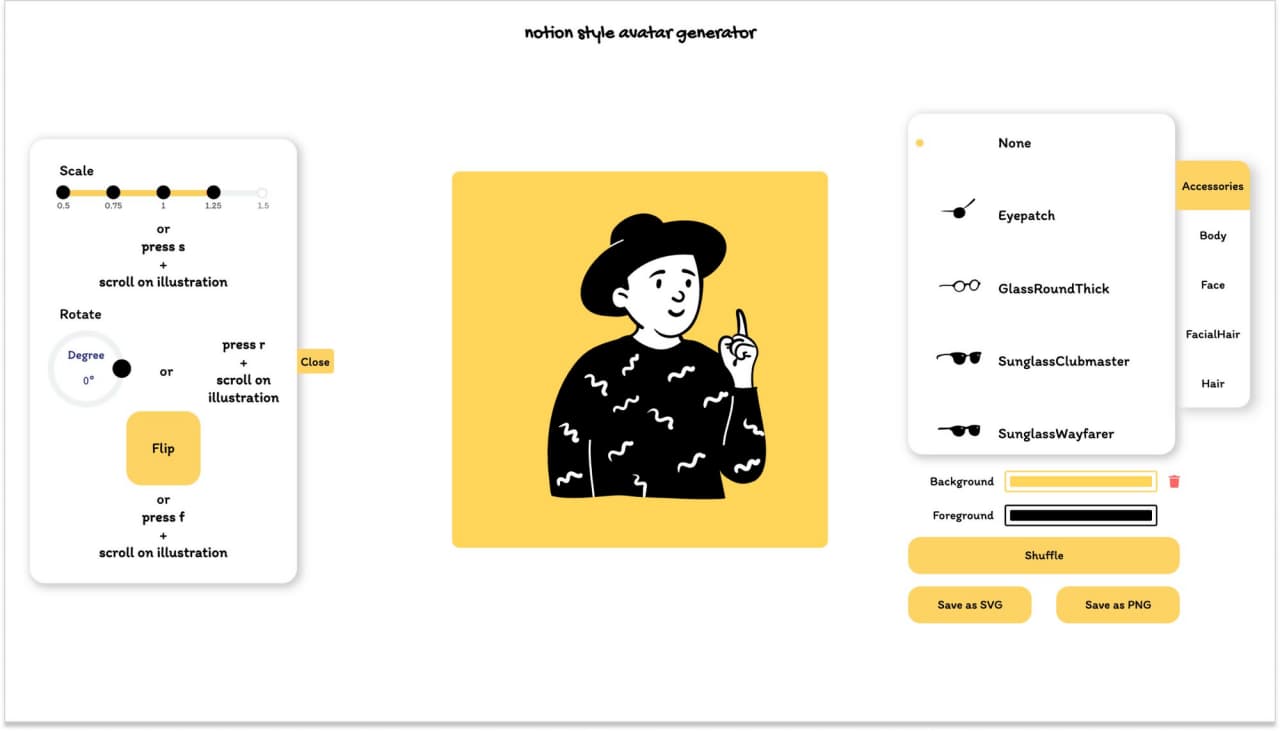 notion style avatar generator
Scale
0.5 0.75 1 1.25 1.5
or
press s
+
scroll on illustration
Rotate
Degree
0°
or
press r
+
scroll on
illustration
Flip
or
press f
+
scroll on illustration
Close
None
Eyepatch
GlassRoundThick
SunglassClubmaster
SunglassWayfarer
Accessories
Body
Face
FacialHair
Hair
Background
Foreground
Shuffle
Save as SVG
Save as PNG